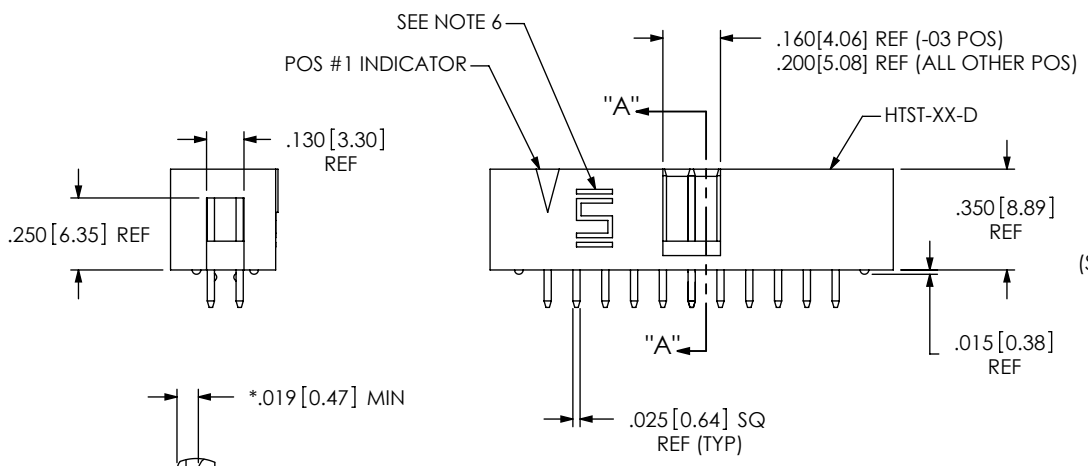 SEE NOTE 6
POS #1 INDICATOR
.160[4.06] REF (-03 POS)
.200[5.08] REF (ALL OTHER POS)
"A"
HTST-XX-D
.130[3.30]
REF
.250[6.35] REF
.350[8.89]
REF
(S
"A"
.015[0.38]
REF
*.019[0.47] MIN
.025[0.64] SQ
REF (TYP)